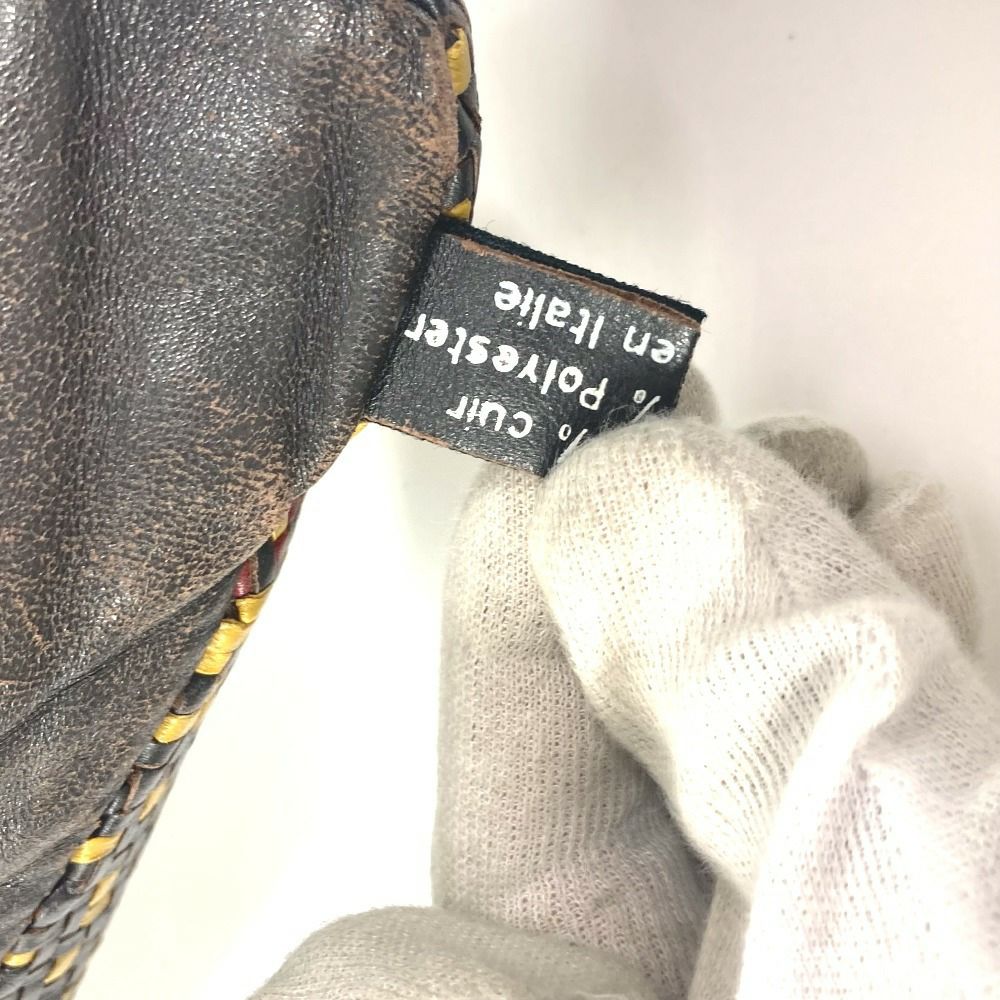 % cuir
% Polyester
en Italie